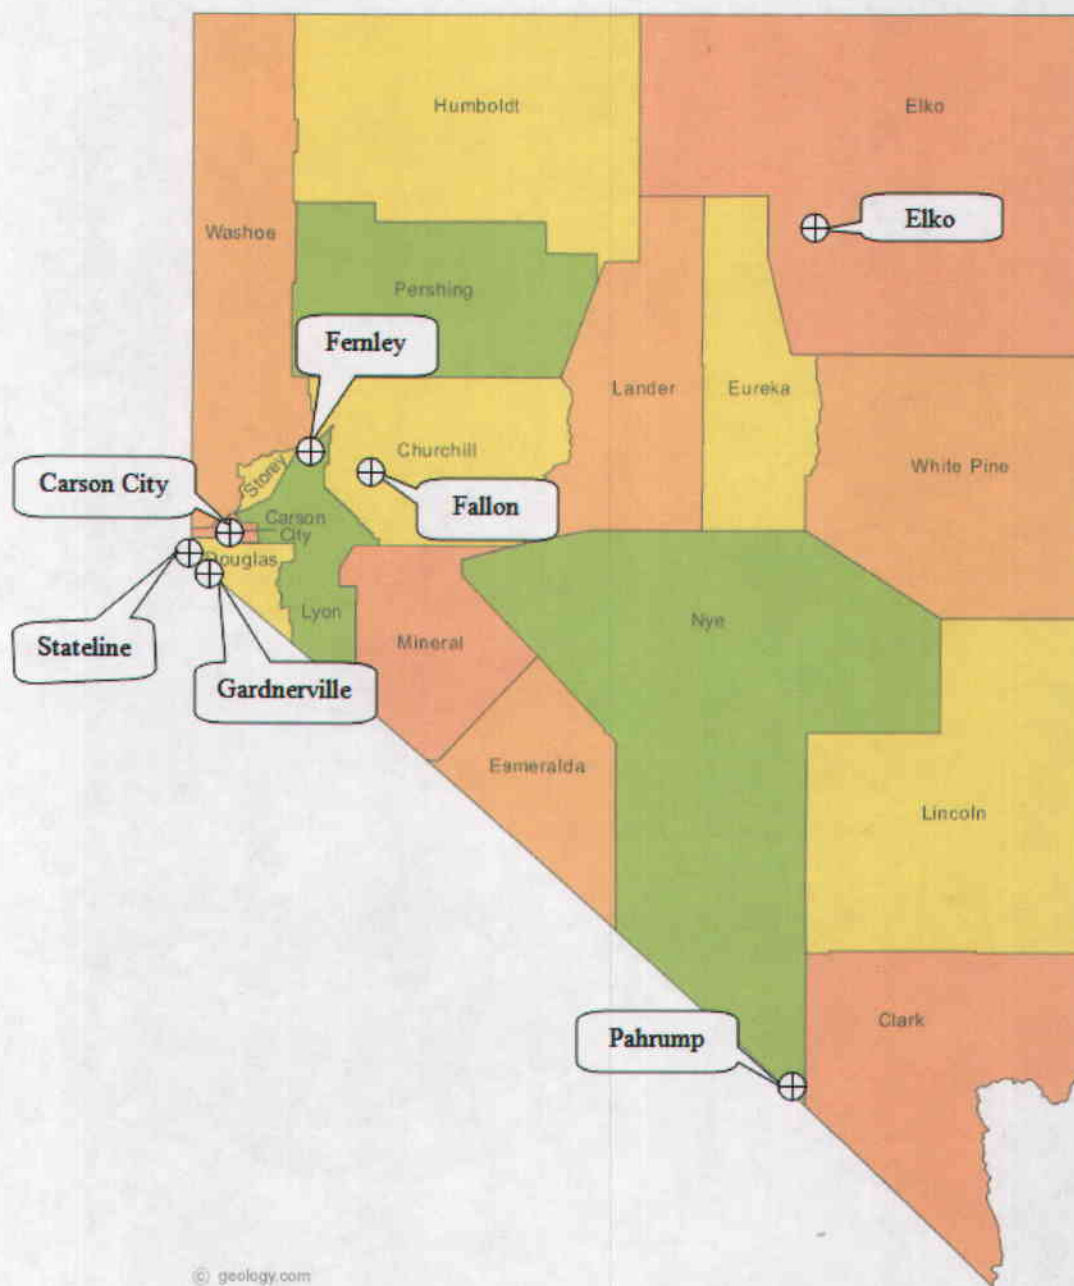 Humboldt
Elko
Washoe
Elko
Pershing
Fernley
Lander
Eureka
Churchill
White Pine
Storey
Carson City
Fallon
Carson
City
Douglas
Lyon
Nye
Stateline
Mineral
Gardnerville
Esmeralda
Lincoln
Clark
Pahrump
© geology.com